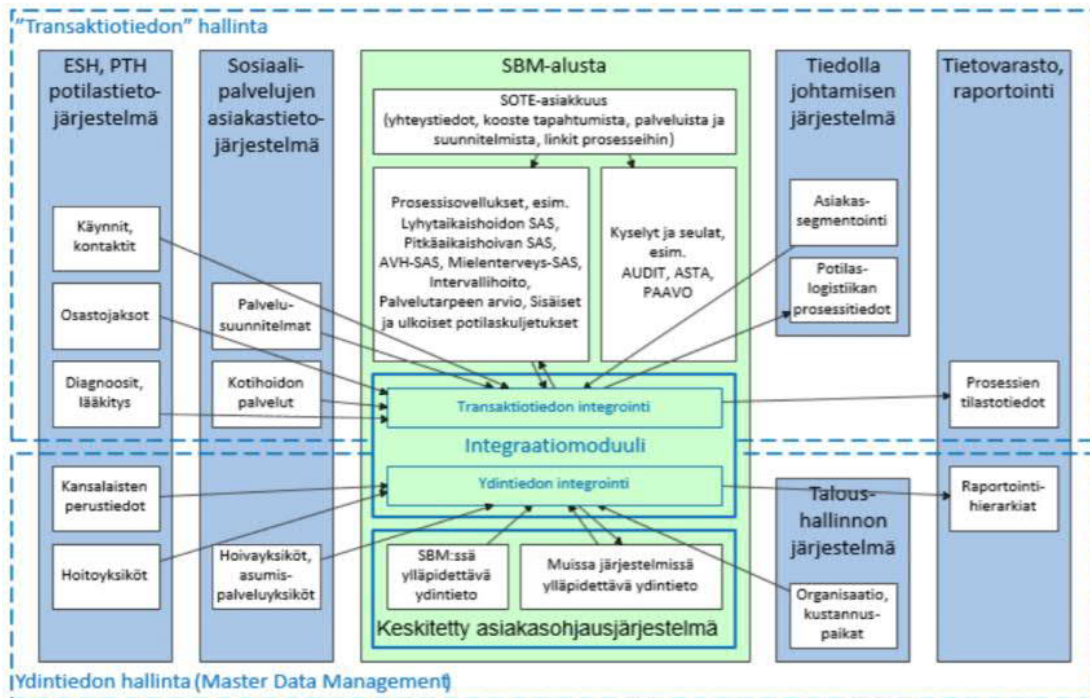 "Transaktiotiedon" hallinta
ESH, PTH
potilastieto-
järjestelmä
Käynnit,
kontaktit
Osastojaksot
Diagnoosit,
lääkitys
Kansalaisten
perustiedot
Hoitoyksiköt
Sosiaali-
palvelujen
asiakastieto-
järjestelmä
Palvelu-
suunnitelmat
Kotihoidon
palvelut
Hoivayksiköt,
asumis-
palveluyksiköt
SBM-alusta
SOTE-asiakkuus
(yhteystiedot, kooste tapahtumista, palveluista ja
suunnitelmista, linkit prosesseihin)
Prosessisovellukset, esim.
Lyhytaikaishoidon SAS,
Pitkäaikaishoivan SAS,
AVH-SAS, Mielenterveys-SAS,
Intervallihoito,
Palvelutarpeen arvio, Sisäiset
ja ulkoiset potilaskuljetukset
Kyselyt ja seulat,
esim.
AUDIT, ASTA,
PAAVO
Transaktiotiedon integrointi
Integraatiomoduuli
Ydintiedon integrointi
SBM:ssä
ylläpidettävä
ydintieto
Muissa järjestelmissä
ylläpidettävä ydintieto
Keskitetty asiakasohjausjärjestelmä
Tiedolla
johtamisen
järjestelmä
Asiakas-
segmentointi
Potilas-
logistiikan
prosessitiedot
Talous-
hallinnon
järjestelmä
Organisaatio,
kustannus-
paikat
Tietovarasto,
raportointi
Prosessien
tilastotiedot
Raportointi-
hierarkiat
Ydintiedon hallinta (Master Data Management)